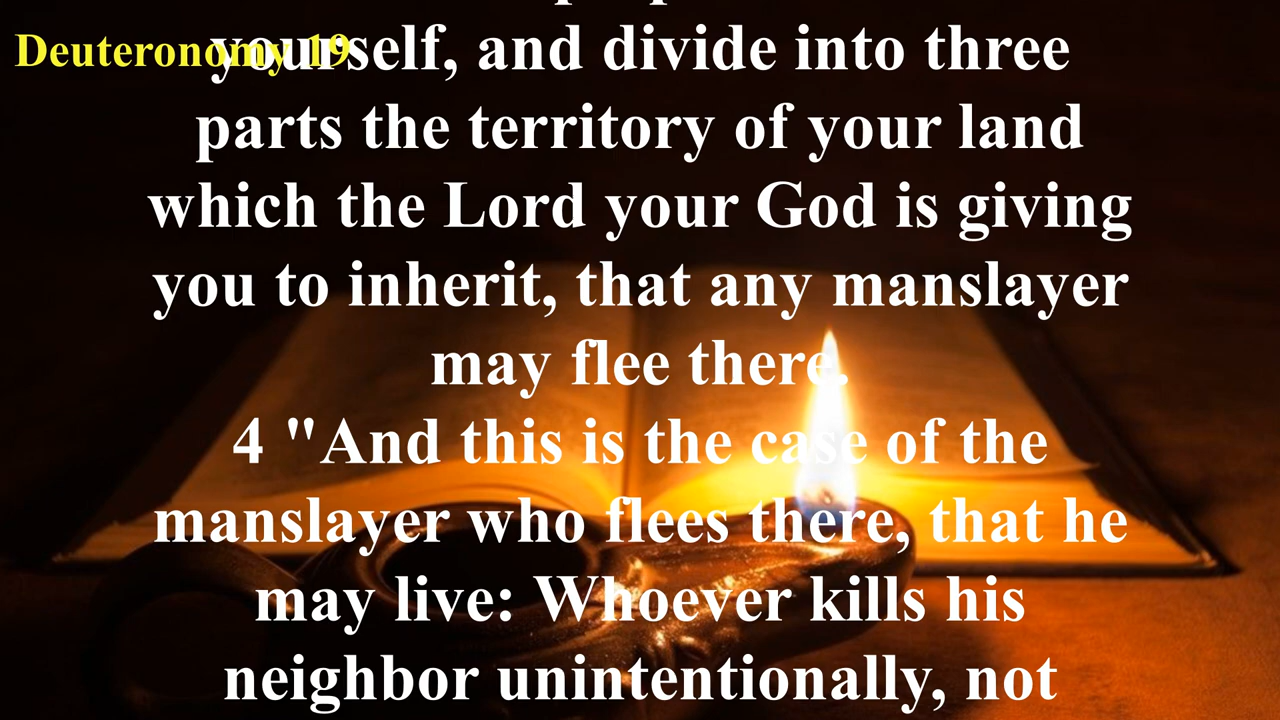 Deuteronomy 19
yourself, and divide into three
parts the territory of your land
which the Lord your God is giving
you to inherit, that any manslayer
may flee there.
4 "And this is the case of the
manslayer who flees there, that he
may live: Whoever kills his
neighbor unintentionally, not